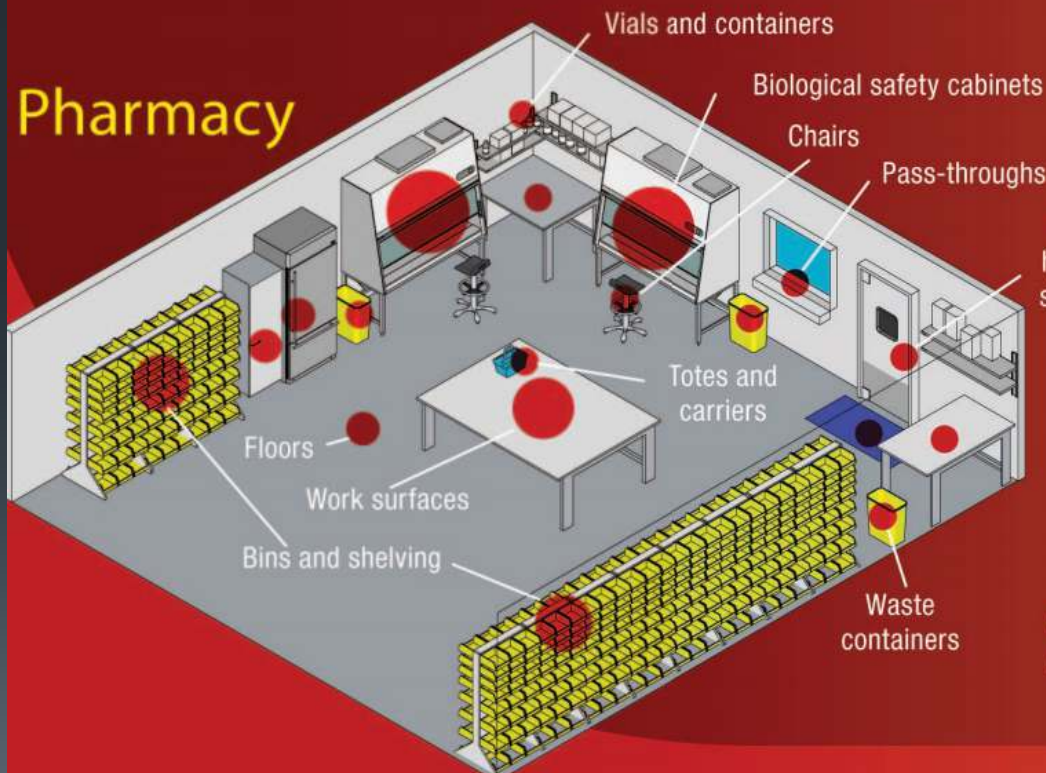 Vials and containers
Pharmacy
Biological safety cabinets
Chairs
Pass-throughs
Totes and
carriers
Floors
Work surfaces
Bins and shelving
Waste
containers